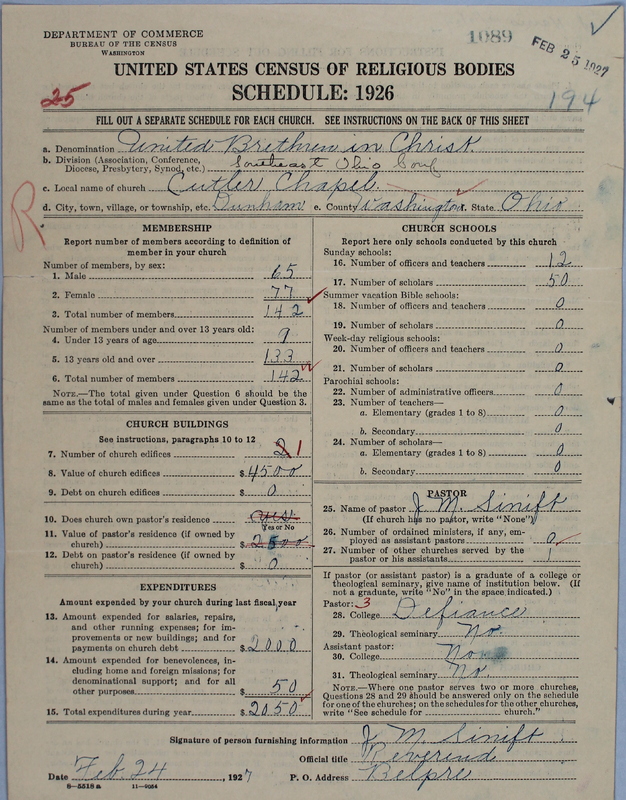 DEPARTMENT OF COMMERCE
BUREAU OF THE CENSUS
WASHINGTON
1089
FEB 25 1927
UNITED STATES CENSUS OF RELIGIOUS BODIES
SCHEDULE: 1926
25
194
FILL OUT A SEPARATE SCHEDULE FOR EACH CHURCH. SEE INSTRUCTIONS ON THE BACK OF THIS SHEET
a. Denomination United Brethren in Christ
b. Division (Association, Conference, Diocese, Presbytery, Synod, etc.) Southeast Ohio Conf
c. Local name of church Cutler Chapel
d. City, town, village, or township, etc. Dunham e. County Washington f. State Ohio
R
MEMBERSHIP
Report number of members according to definition of
member in your church
Number of members, by sex:
1. Male 65
2. Female 77
3. Total number of members 142
Number of members under and over 13 years old:
4. Under 13 years of age 9
5. 13 years old and over 133
6. Total number of members 142
NOTE.—The total given under Question 6 should be
same as the total of males and females given under Question 3.
CHURCH BUILDINGS
See instructions, paragraphs 10 to 12
7. Number of church edifices 2 1
8. Value of church edifices $ 4500
9. Debt on church edifices $ 0
10. Does church own pastor's residence yes
Yes or No
11. Value of pastor's residence (if owned by
church) $ 2500
12. Debt on pastor's residence (if owned by
church) $ 0
EXPENDITURES
Amount expended by your church during last fiscal year
13. Amount expended for salaries, repairs,
and other running expenses; for im-
provements or new buildings; and for
payments on church debt $ 2000
14. Amount expended for benevolences, in-
cluding home and foreign missions; for
denominational support; and for all
other purposes $ 50
15. Total expenditures during year $ 2050
CHURCH SCHOOLS
Report here only schools conducted by this church
Sunday schools:
16. Number of officers and teachers 12
17. Number of scholars 50
Summer vacation Bible schools:
18. Number of officers and teachers 0
19. Number of scholars 0
Week-day religious schools:
20. Number of officers and teachers 0
21. Number of scholars 0
Parochial schools:
22. Number of administrative officers 0
23. Number of teachers—
a. Elementary (grades 1 to 8) 0
b. Secondary 0
24. Number of scholars—
a. Elementary (grades 1 to 8) 0
b. Secondary 0
PASTOR
25. Name of pastor J. M. Sinift
(If church has no pastor, write "None")
26. Number of ordained ministers, if any, em-
ployed as assistant pastors 0
27. Number of other churches served by the
pastor or his assistants 1
If pastor (or assistant pastor) is a graduate of a college or
theological seminary, give name of institution below. (If
not a graduate, write "No" in the space indicated.)
Pastor: 3
28. College Defiance
29. Theological seminary No.
Assistant pastor:
30. College No
31. Theological seminary No.
NOTE.—Where one pastor serves two or more churches,
Questions 28 and 29 should be answered only on the schedule
for one of the churches; on the schedules for the other churches,
write "See schedule for church."
Signature of person furnishing information J. M. Sinift
Official title Reverend
Date Feb. 24, 1927 P. O. Address Belpre
8—5518a 11—9054